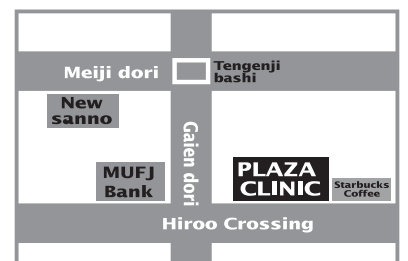 Meiji dori
Tengenji
bashi
New
sanno
Gaien dori
MUFJ
Bank
PLAZA
CLINIC
Starbucks
Coffee
Hiroo Crossing